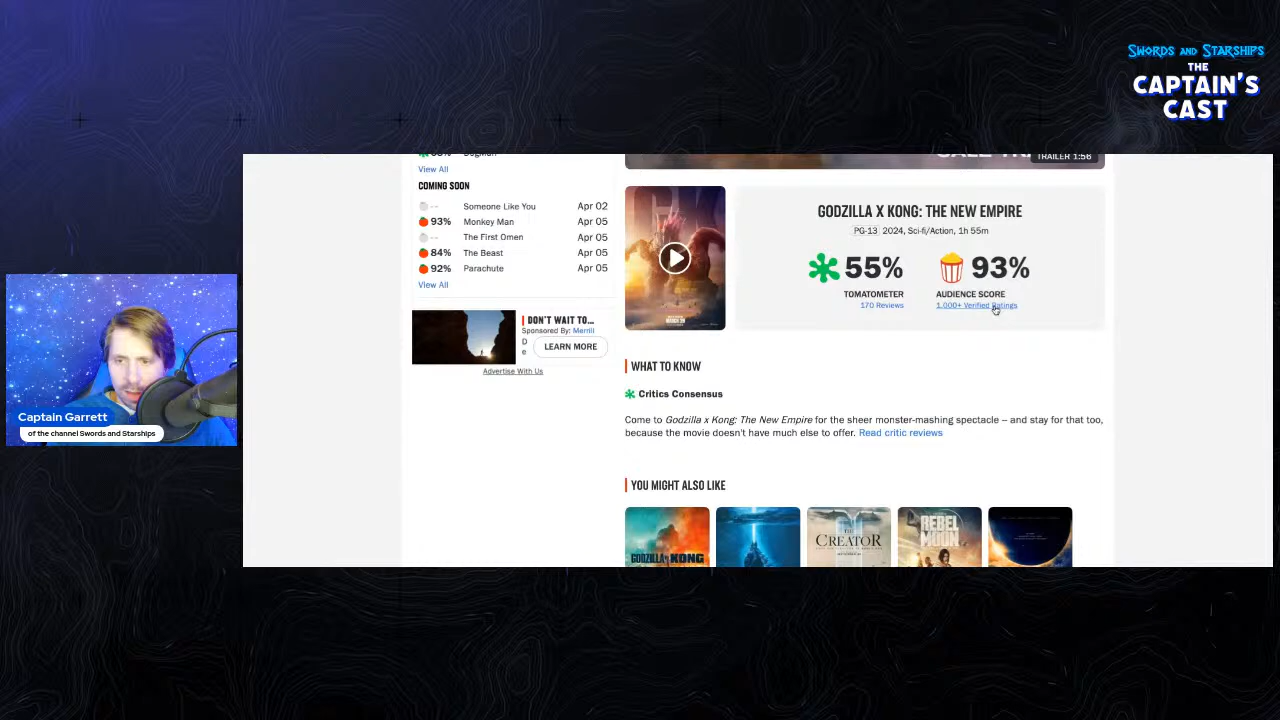 SWORDS AND STARSHIPS
THE
CAPTAIN'S
CAST
View All
COMING SOON
-- Someone Like You Apr 02
93% Monkey Man Apr 05
-- The First Omen Apr 05
84% The Beast Apr 05
92% Parachute Apr 05
View All
DON'T WAIT TO...
Sponsored By: Merrill
D
e
LEARN MORE
Advertise With Us
TRAILER 1:56
GODZILLA X KONG: THE NEW EMPIRE
PG-13 2024, Sci-fi/Action, 1h 55m
55% 93%
TOMATOMETER AUDIENCE SCORE
170 Reviews 1,000+ Verified Ratings
WHAT TO KNOW
Critics Consensus
Come to Godzilla x Kong: The New Empire for the sheer monster-mashing spectacle – and stay for that too,
because the movie doesn't have much else to offer. Read critic reviews
YOU MIGHT ALSO LIKE
GODZILLA KONG
THE
CREATOR
REBEL
MOON
Captain Garrett
of the channel Swords and Starships